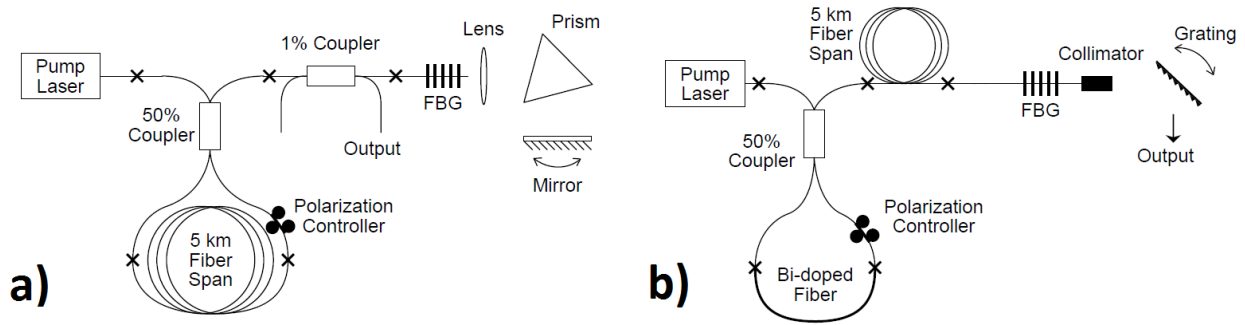 Pump
Laser
50%
Coupler
1% Coupler
Output
FBG
Lens
Prism
Mirror
Polarization
Controller
5 km
Fiber
Span
a)
Pump
Laser
50%
Coupler
5 km
Fiber
Span
FBG
Collimator
Grating
Output
Polarization
Controller
Bi-doped
Fiber
b)